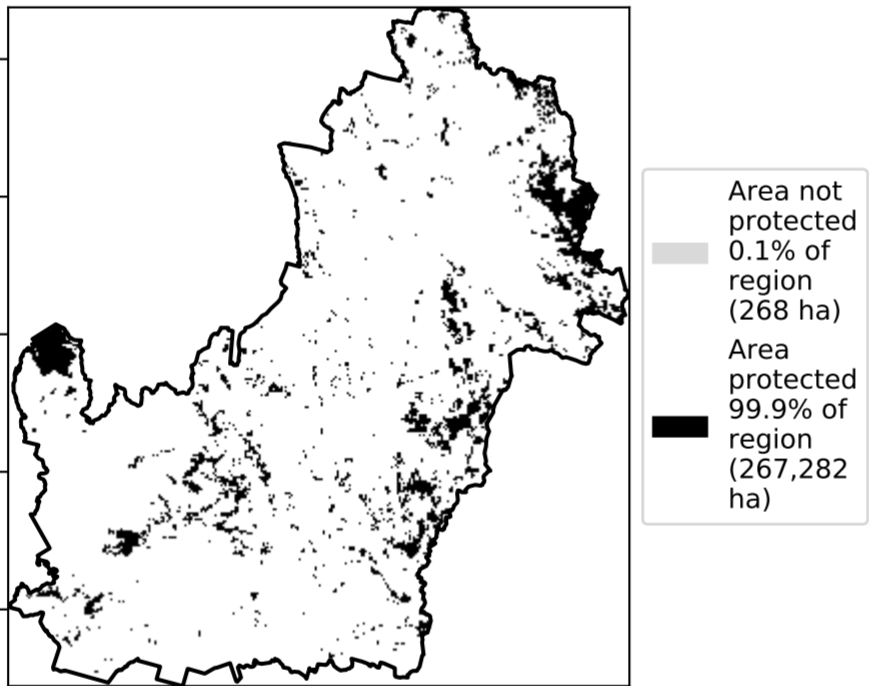 Area not
protected
0.1% of
region
(268 ha)
Area
protected
99.9% of
region
(267,282
ha)